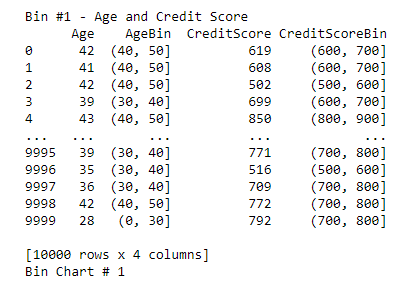 Bin #1 - Age and Credit Score
Age AgeBin CreditScore CreditScoreBin
0 42 (40, 50] 619 (600, 700]
1 41 (40, 50] 608 (600, 700]
2 42 (40, 50] 502 (500, 600]
3 39 (30, 40] 699 (600, 700]
4 43 (40, 50] 850 (800, 900]
... ... ... ... ...
9995 39 (30, 40] 771 (700, 800]
9996 35 (30, 40] 516 (500, 600]
9997 36 (30, 40] 709 (700, 800]
9998 42 (40, 50] 772 (700, 800]
9999 28 (0, 30] 792 (700, 800]
[10000 rows x 4 columns]
Bin Chart # 1